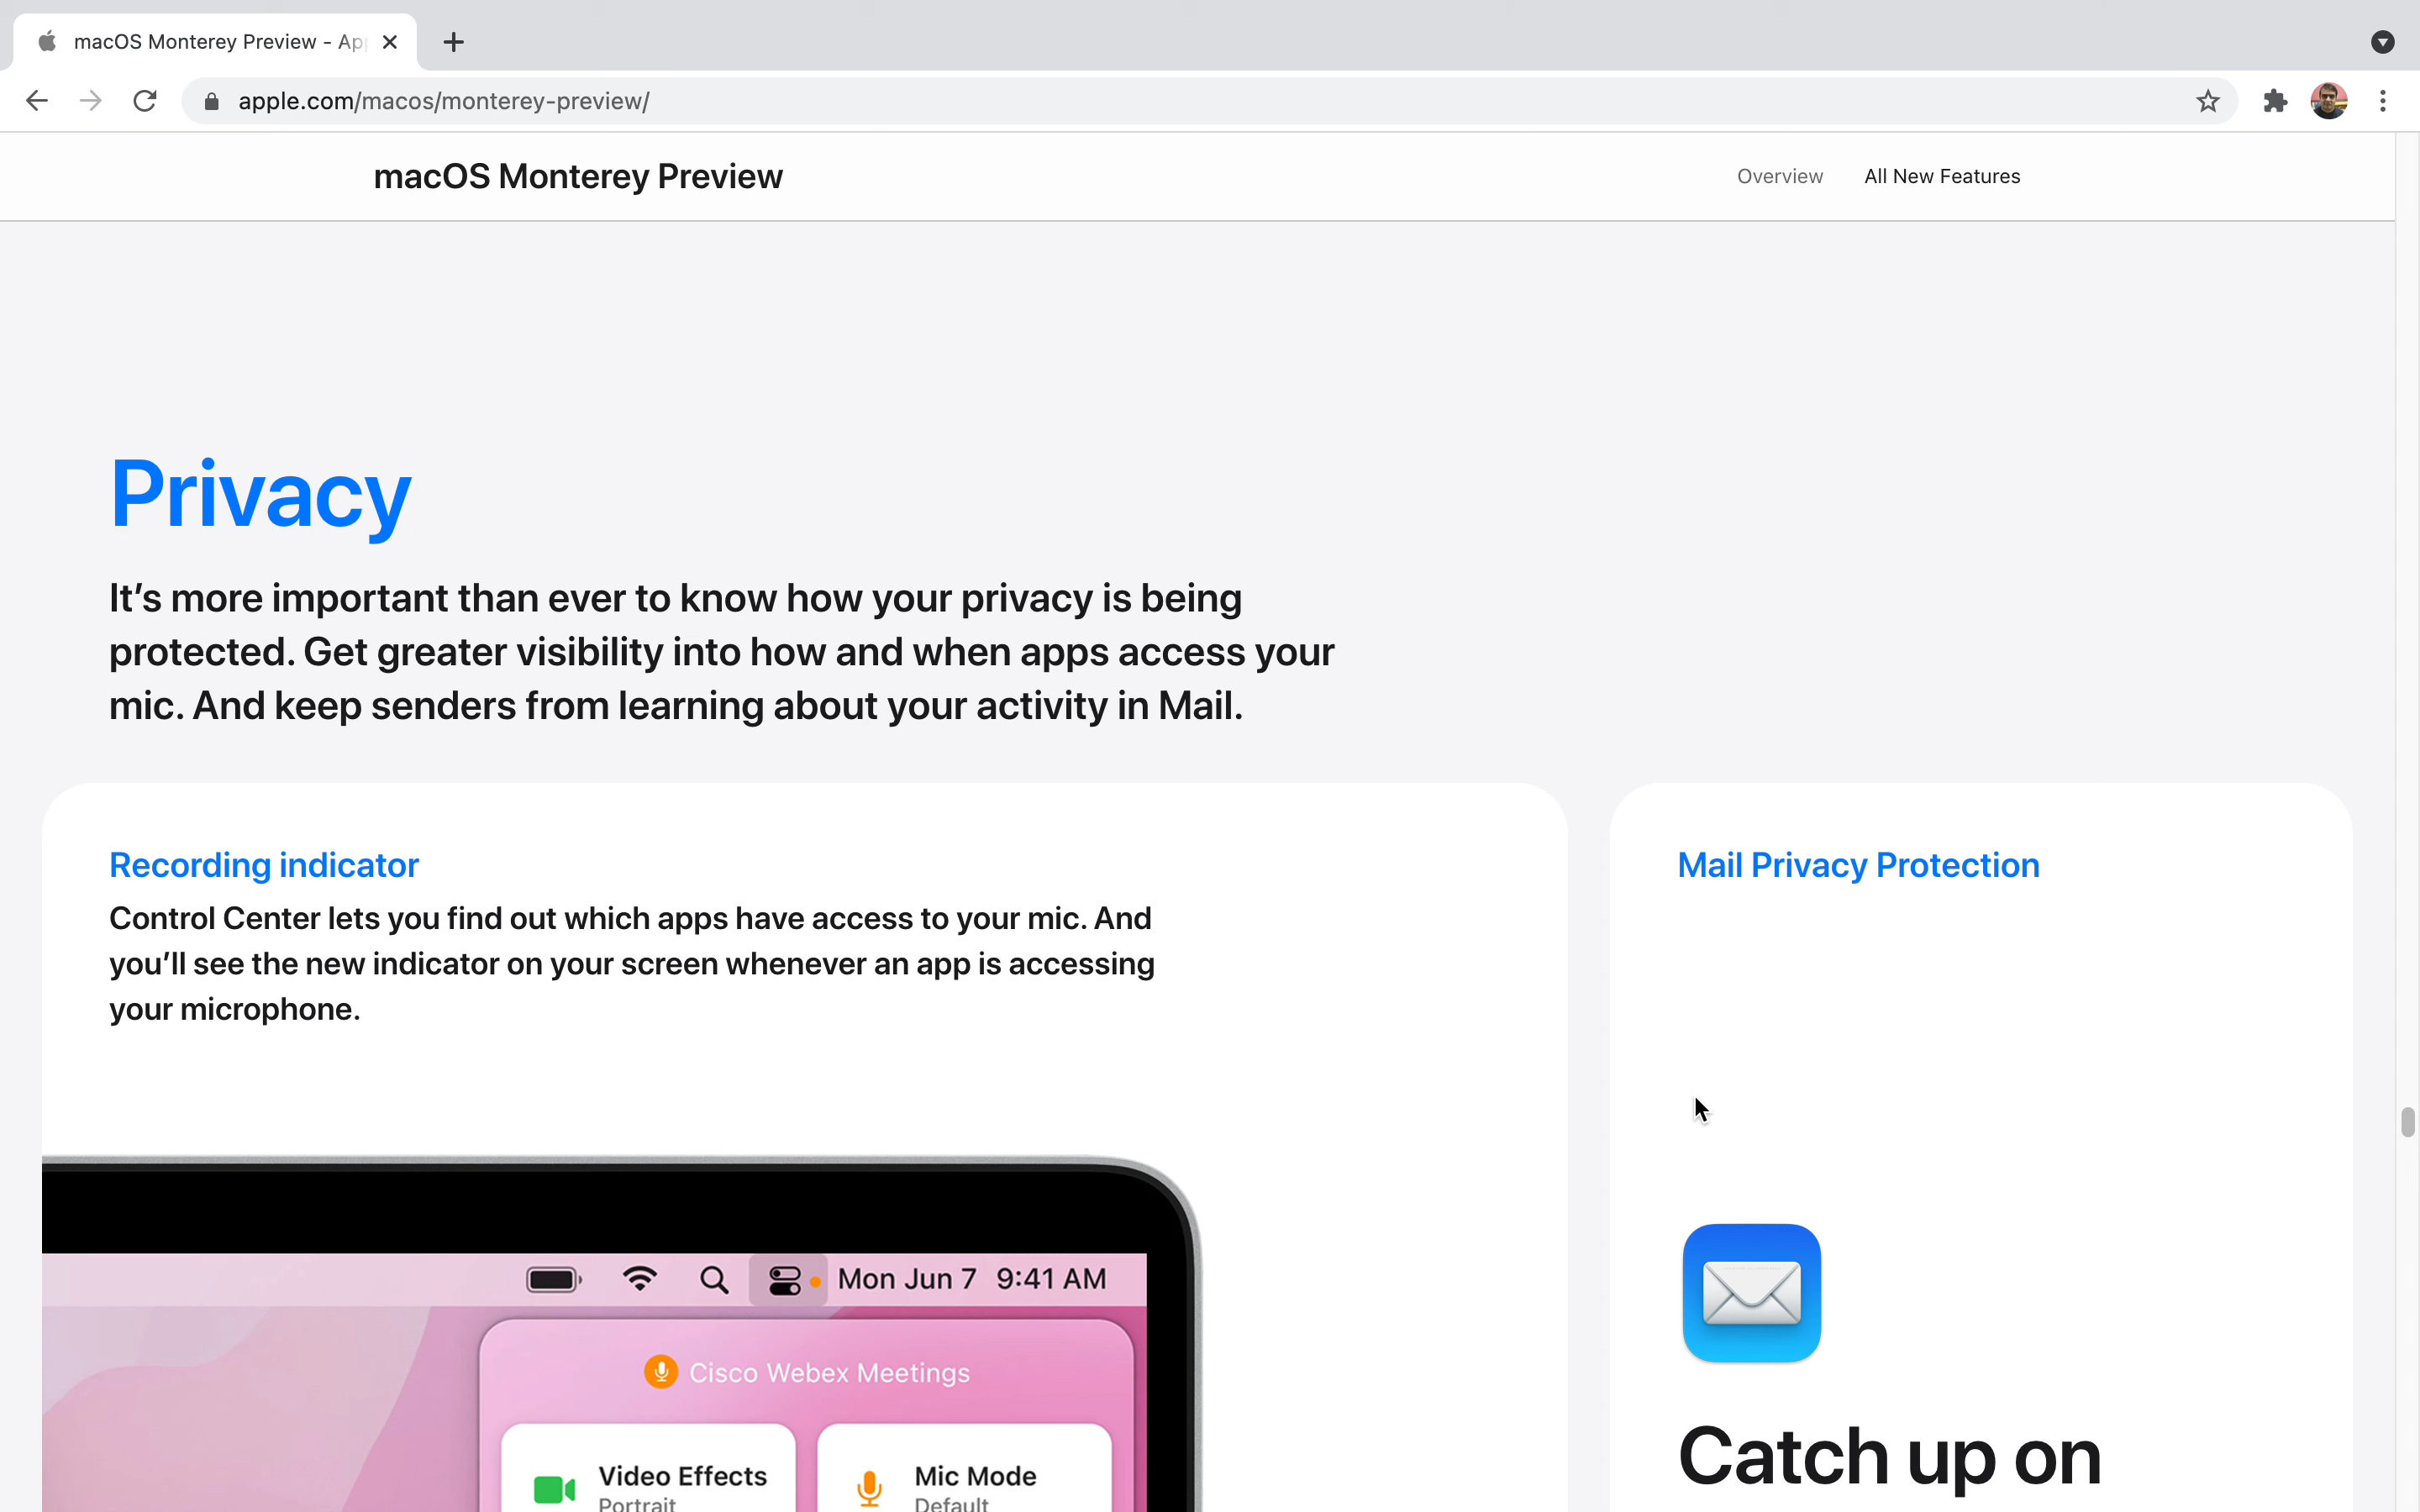 macOS Monterey Preview - Ap
apple.com/macos/monterey-preview/
macOS Monterey Preview
Overview
All New Features
Privacy
It’s more important than ever to know how your privacy is being
protected. Get greater visibility into how and when apps access your
mic. And keep senders from learning about your activity in Mail.
Recording indicator
Control Center lets you find out which apps have access to your mic. And
you’ll see the new indicator on your screen whenever an app is accessing
your microphone.
Mon Jun 7 9:41 AM
Cisco Webex Meetings
Video Effects
Portrait
Mic Mode
Default
Mail Privacy Protection
Catch up on